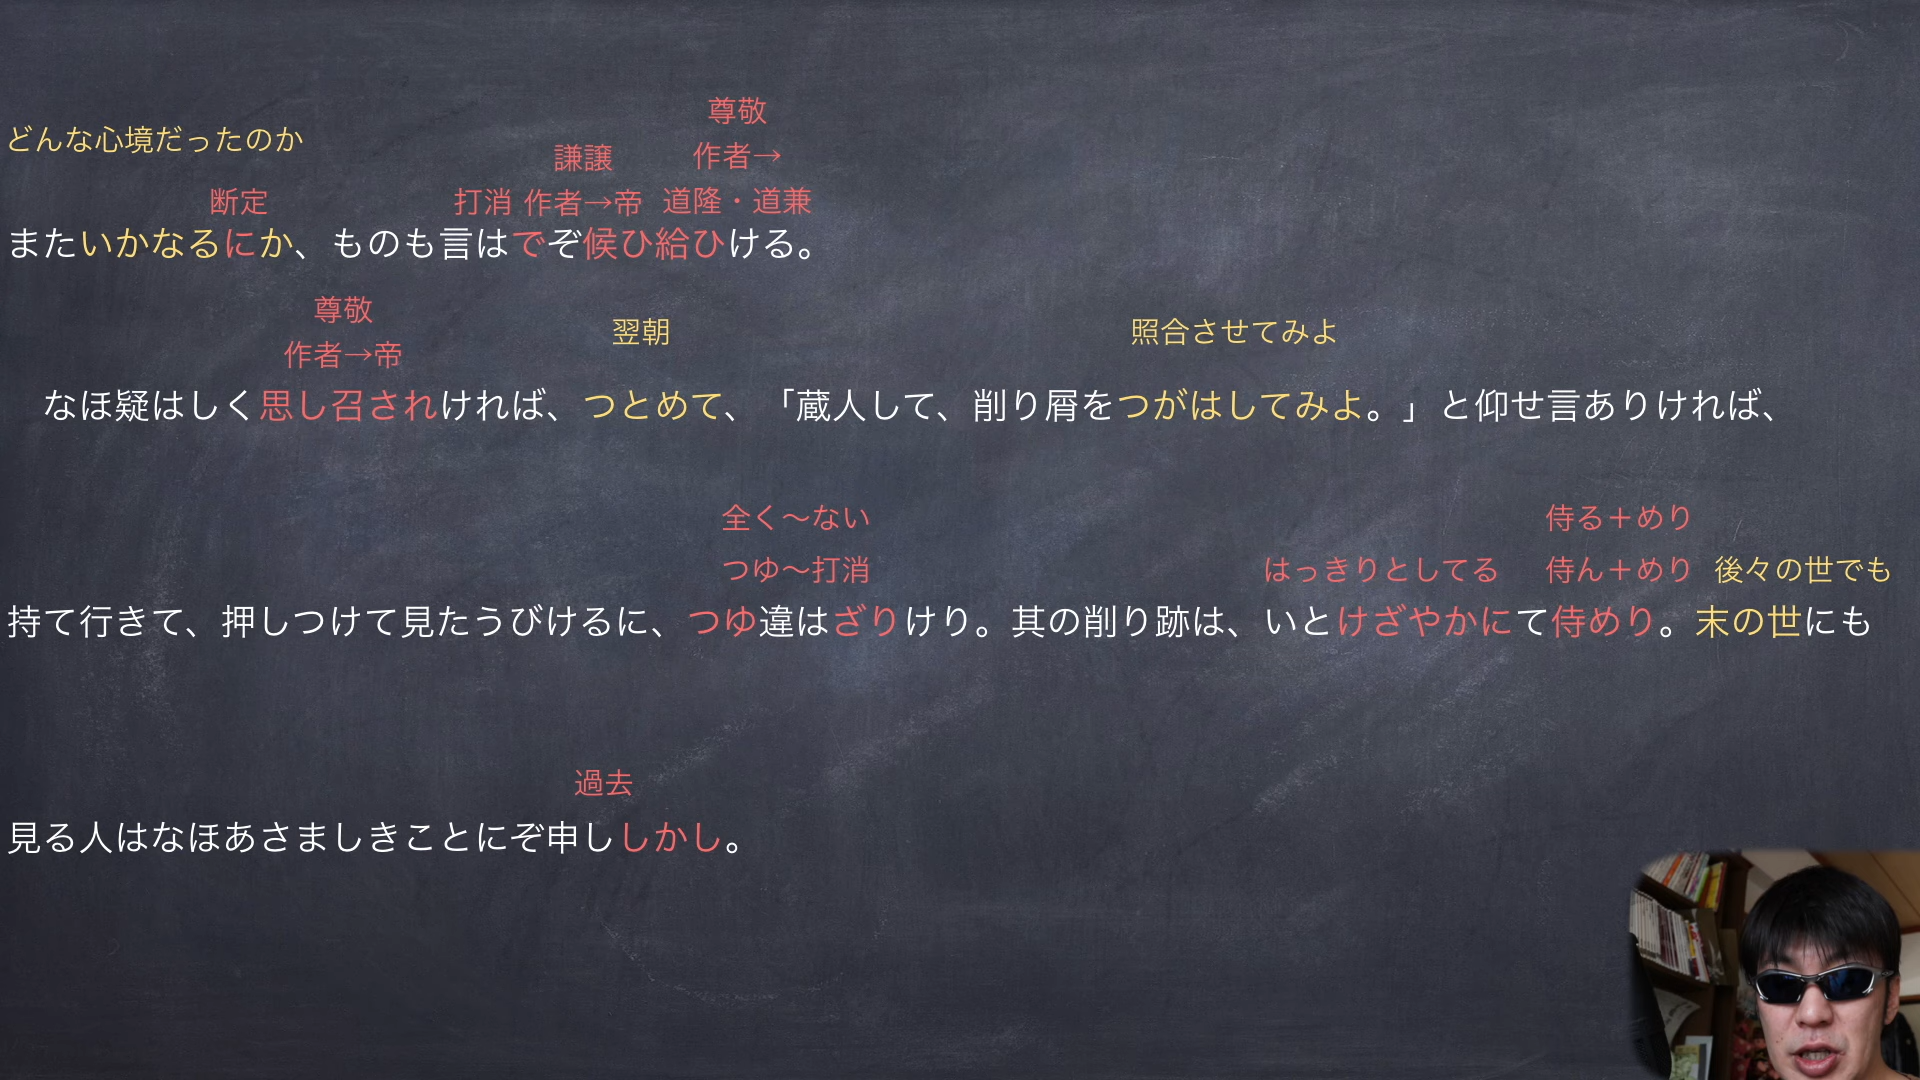 尊敬
どんな心境だったのか
謙譲 作者→
断定 打消 作者→帝 道隆・道兼
またいかなるにか、ものも言はでぞ候ひ給ひける。
尊敬
翌朝 照合させてみよ
作者→帝
なほ疑はしく思し召されければ、つとめて、「蔵人して、削り屑をつがはしてみよ。」と仰せ言ありければ、
全く〜ない 侍る＋めり
つゆ〜打消 はっきりとしてる 侍ん＋めり 後々の世でも
持て行きて、押しつけて見たうびけるに、つゆ違はざりけり。其の削り跡は、いとけざやかにて侍めり。末の世にも
過去
見る人はなほあさましきことにぞ申ししかし。